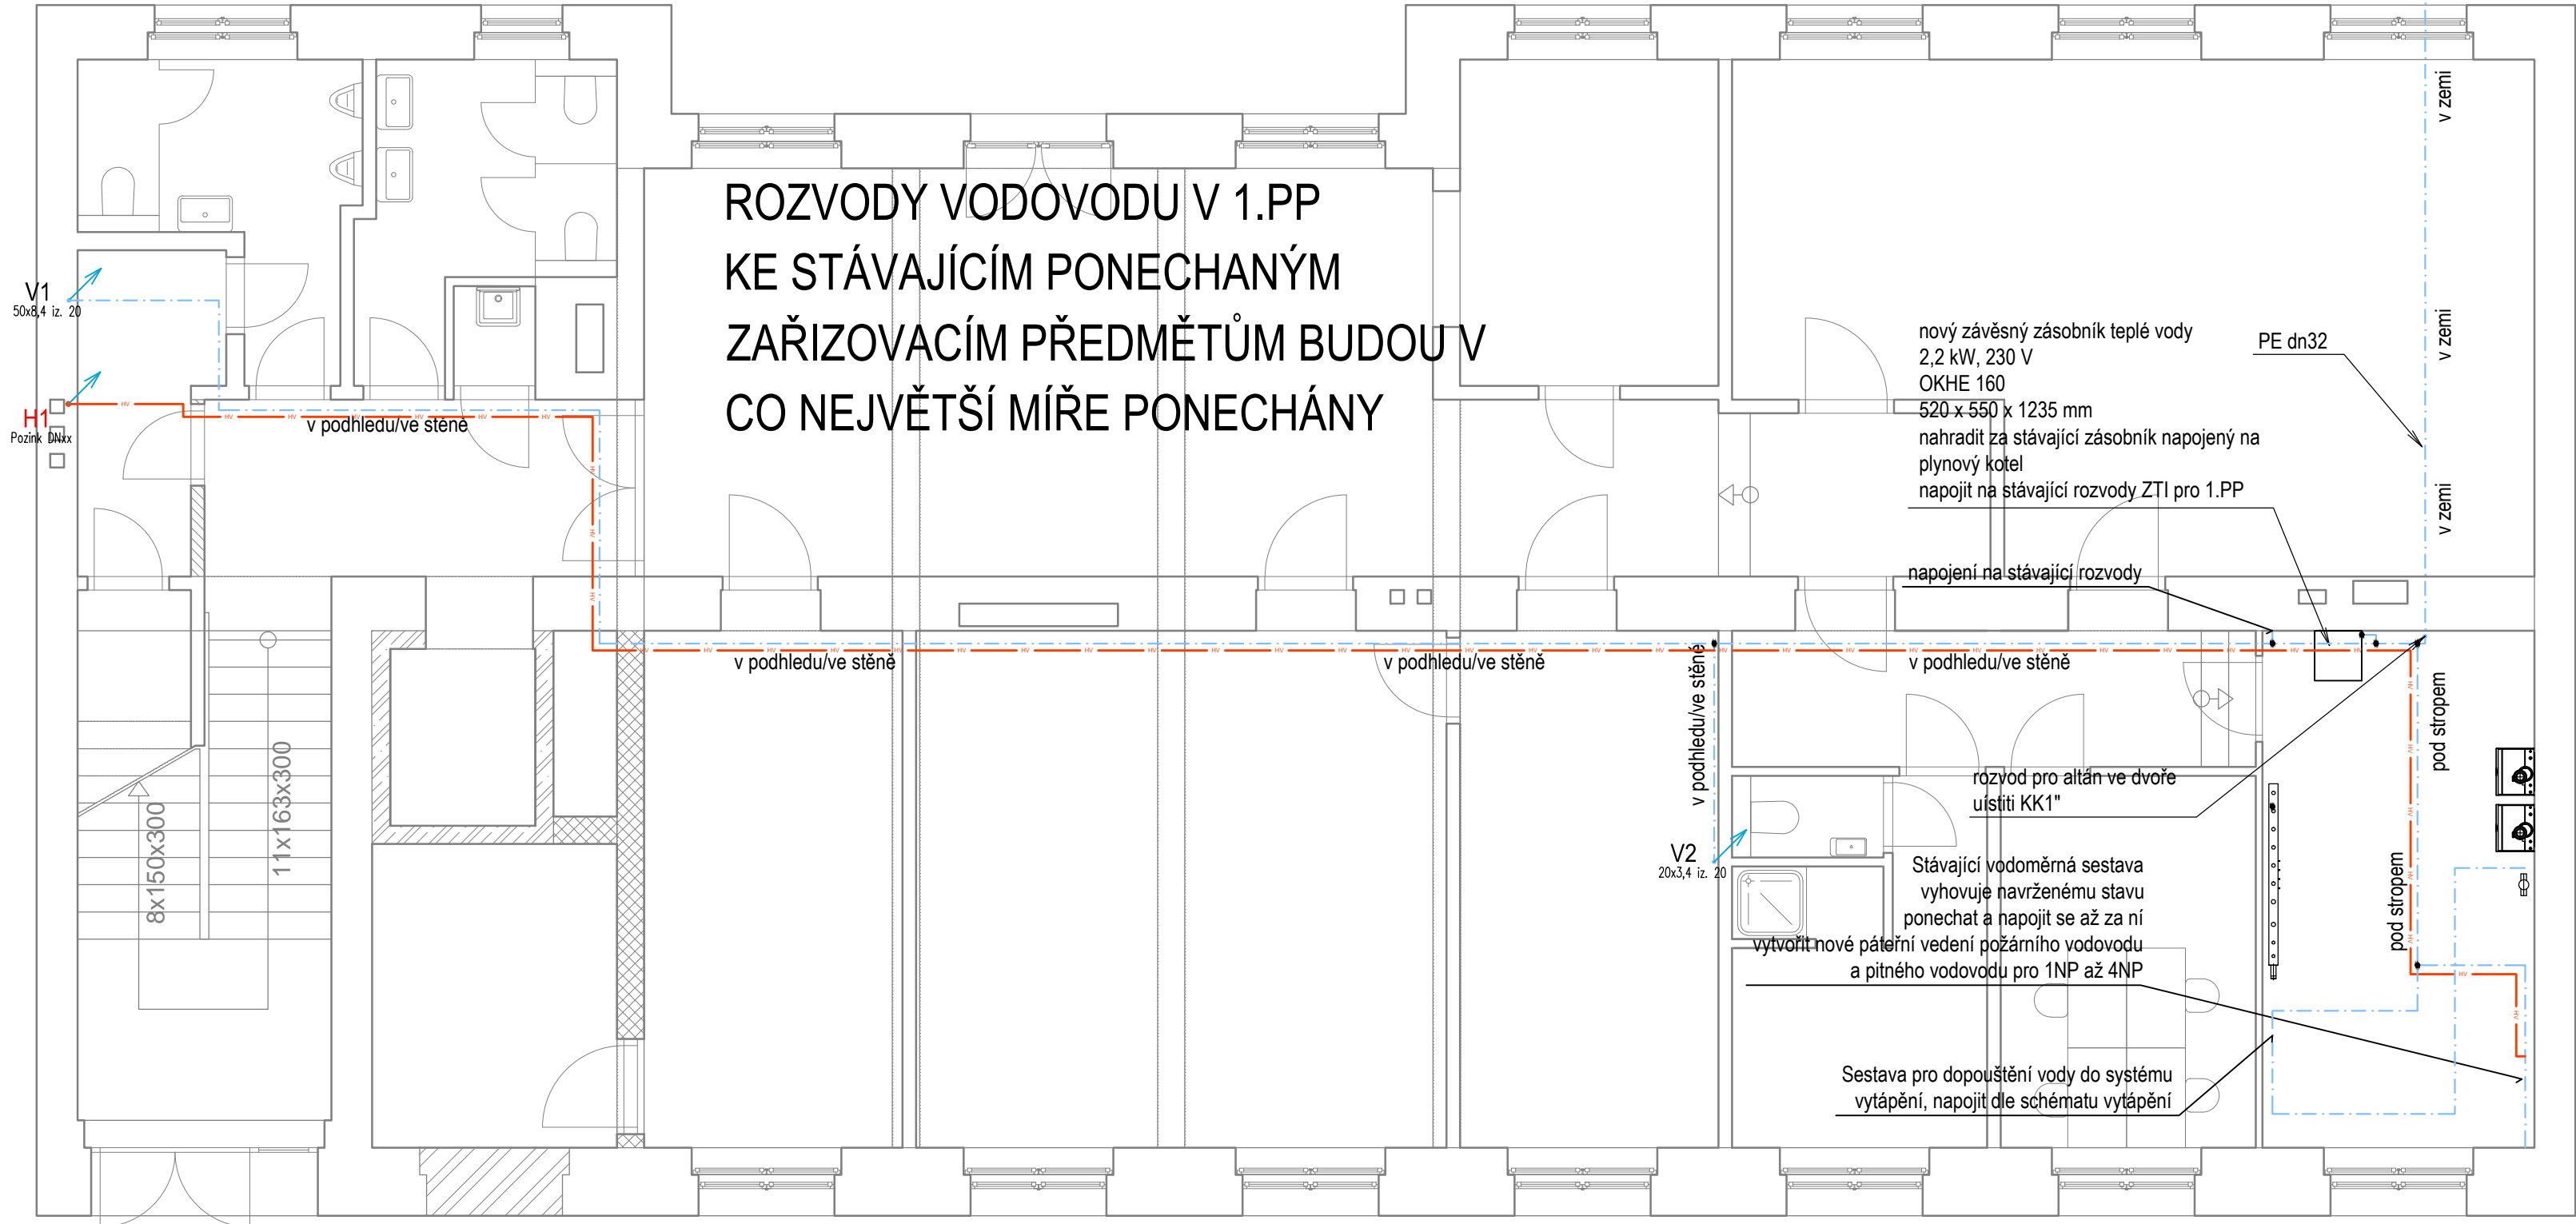 ROZVODY VODOVODU V 1.PP
KE STÁVAJÍCÍM PONECHANÝM
ZAŘIZOVACÍM PŘEDMĚTŮM BUDOU V
CO NEJVĚTŠÍ MÍŘE PONECHÁNY
V1
50x8,4 iz. 20
H1
Pozink DNxx
v podhledu/ve stěně
nový závěsný zásobník teplé vody
2,2 kW, 230 V
OKHE 160
520 x 550 x 1235 mm
nahradit za stávající zásobník napojený na
plynový kotel
napojit na stávající rozvody ZTI pro 1.PP
PE dn32
v zemi
v zemi
v zemi
napojení na stávající rozvody
v podhledu/ve stěně
v podhledu/ve stěně
v podhledu/ve stěně
v podhledu/ve stěně
pod stropem
pod stropem
rozvod pro altán ve dvoře
uístiti KK1"
V2
20x3,4 iz. 20
Stávající vodoměrná sestava
vyhovuje navrženému stavu
ponechat a napojit se až za ní
vytvořit nové páteřní vedení požárního vodovodu
a pitného vodovodu pro 1NP až 4NP
Sestava pro dopouštění vody do systému
vytápění, napojit dle schématu vytápění
8x150x300
11x163x300